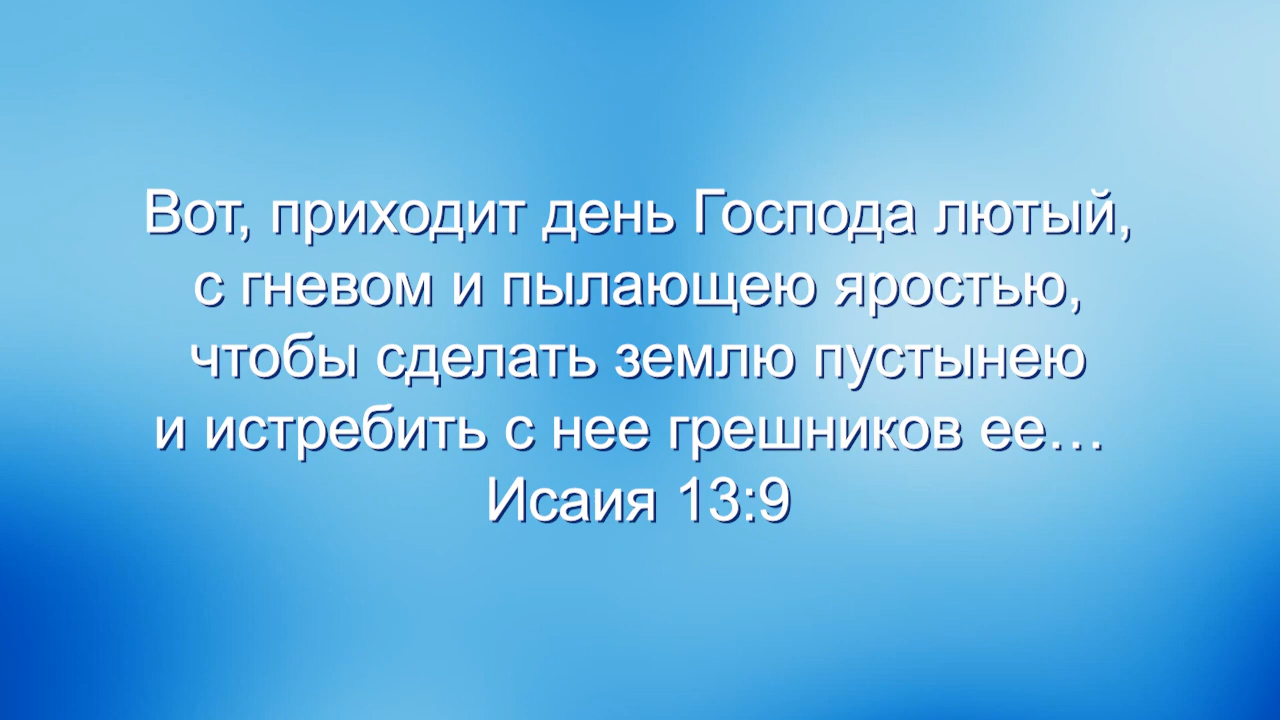 Вот, приходит день Господа лютый,
с гневом и пылающею яростью,
чтобы сделать землю пустынею
и истребить с нее грешников ее…
Исаия 13:9